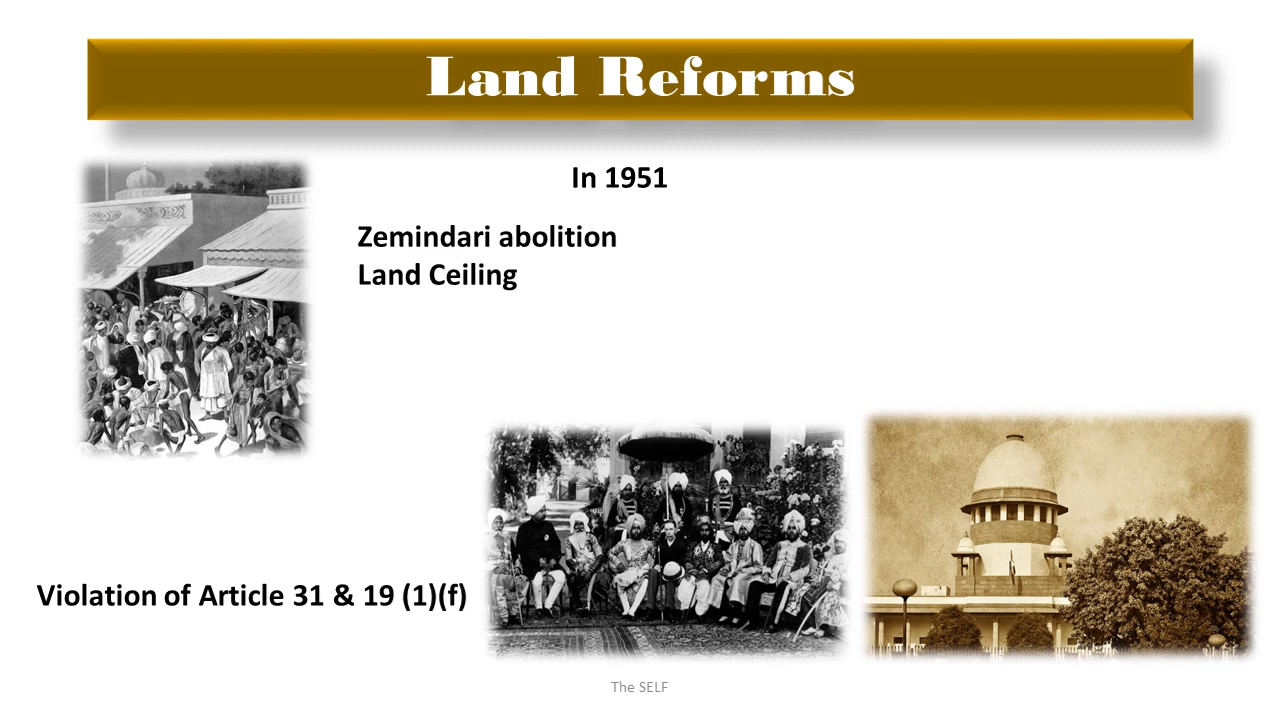 Land Reforms
In 1951
Zemindari abolition
Land Ceiling
Violation of Article 31 & 19 (1)(f)
The SELF